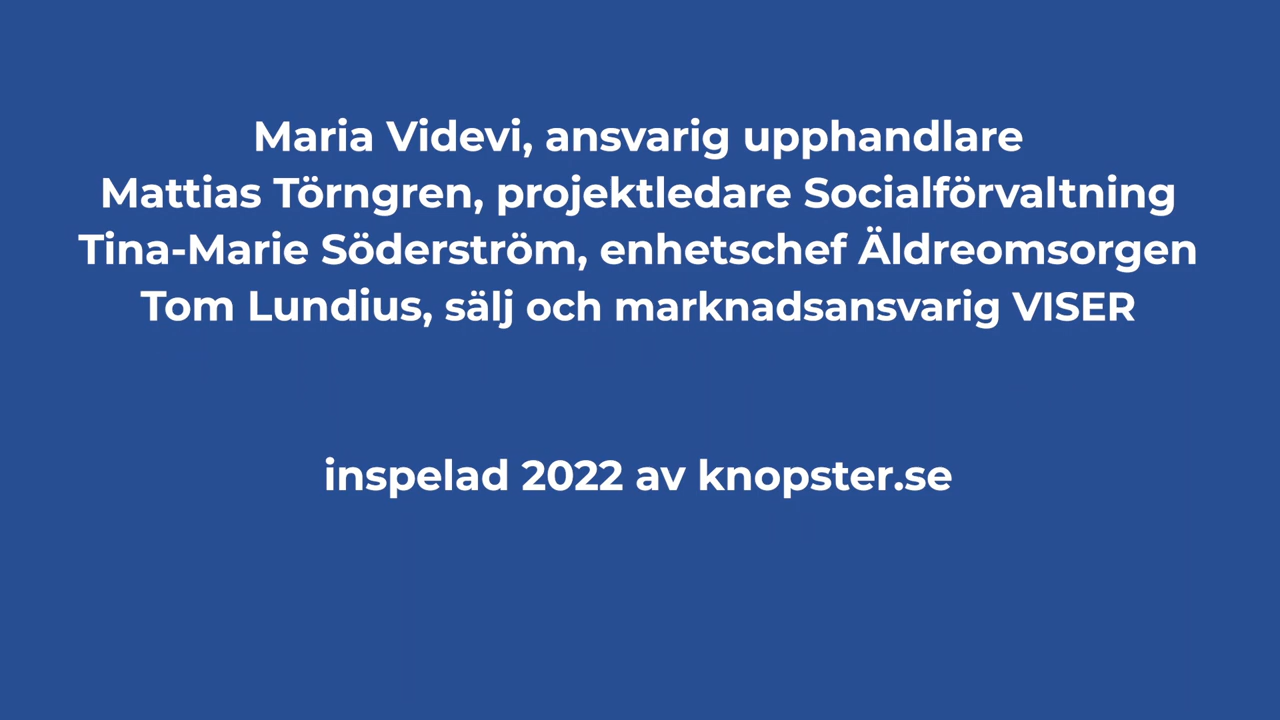 Maria Videvi, ansvarig upphandlare
Mattias Törngren, projektledare Socialförvaltning
Tina-Marie Söderström, enhetschef Äldreomsorgen
Tom Lundius, sälj och marknadsansvarig VISER
inspelad 2022 av knopster.se